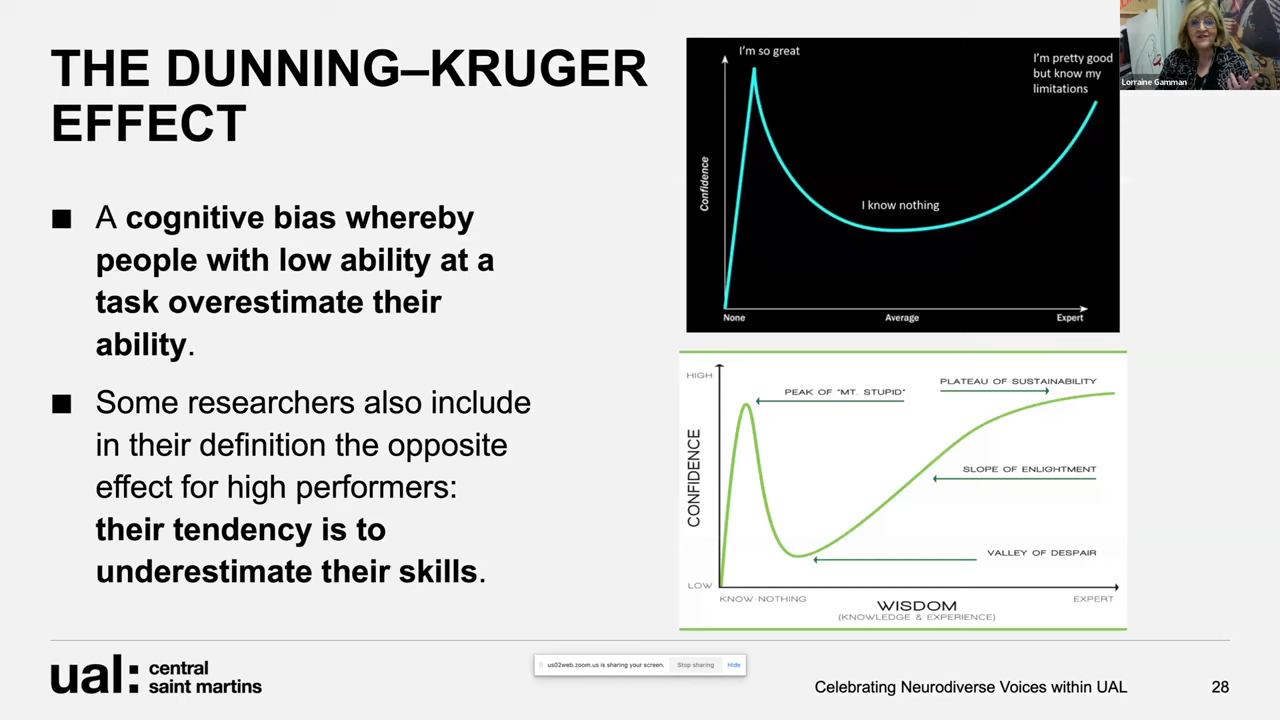 THE DUNNING–KRUGER
EFFECT
■ A cognitive bias whereby
people with low ability at a
task overestimate their
ability.
■ Some researchers also include
in their definition the opposite
effect for high performers:
their tendency is to
underestimate their skills.
I'm so great
I'm pretty good
but know my
limitations
Confidence
I know nothing
None
Average
Expert
Lorraine Gamman
HIGH
PEAK OF "MT. STUPID"
PLATEAU OF SUSTAINABILITY
CONFIDENCE
SLOPE OF ENLIGHTMENT
VALLEY OF DESPAIR
LOW
KNOW-NOTHING
WISDOM
(KNOWLEDGE & EXPERIENCE)
EXPERT
us02web.zoom.us is sharing your screen.
Stop sharing
Hide
ual: central
saint martins
Celebrating Neurodiverse Voices within UAL
28